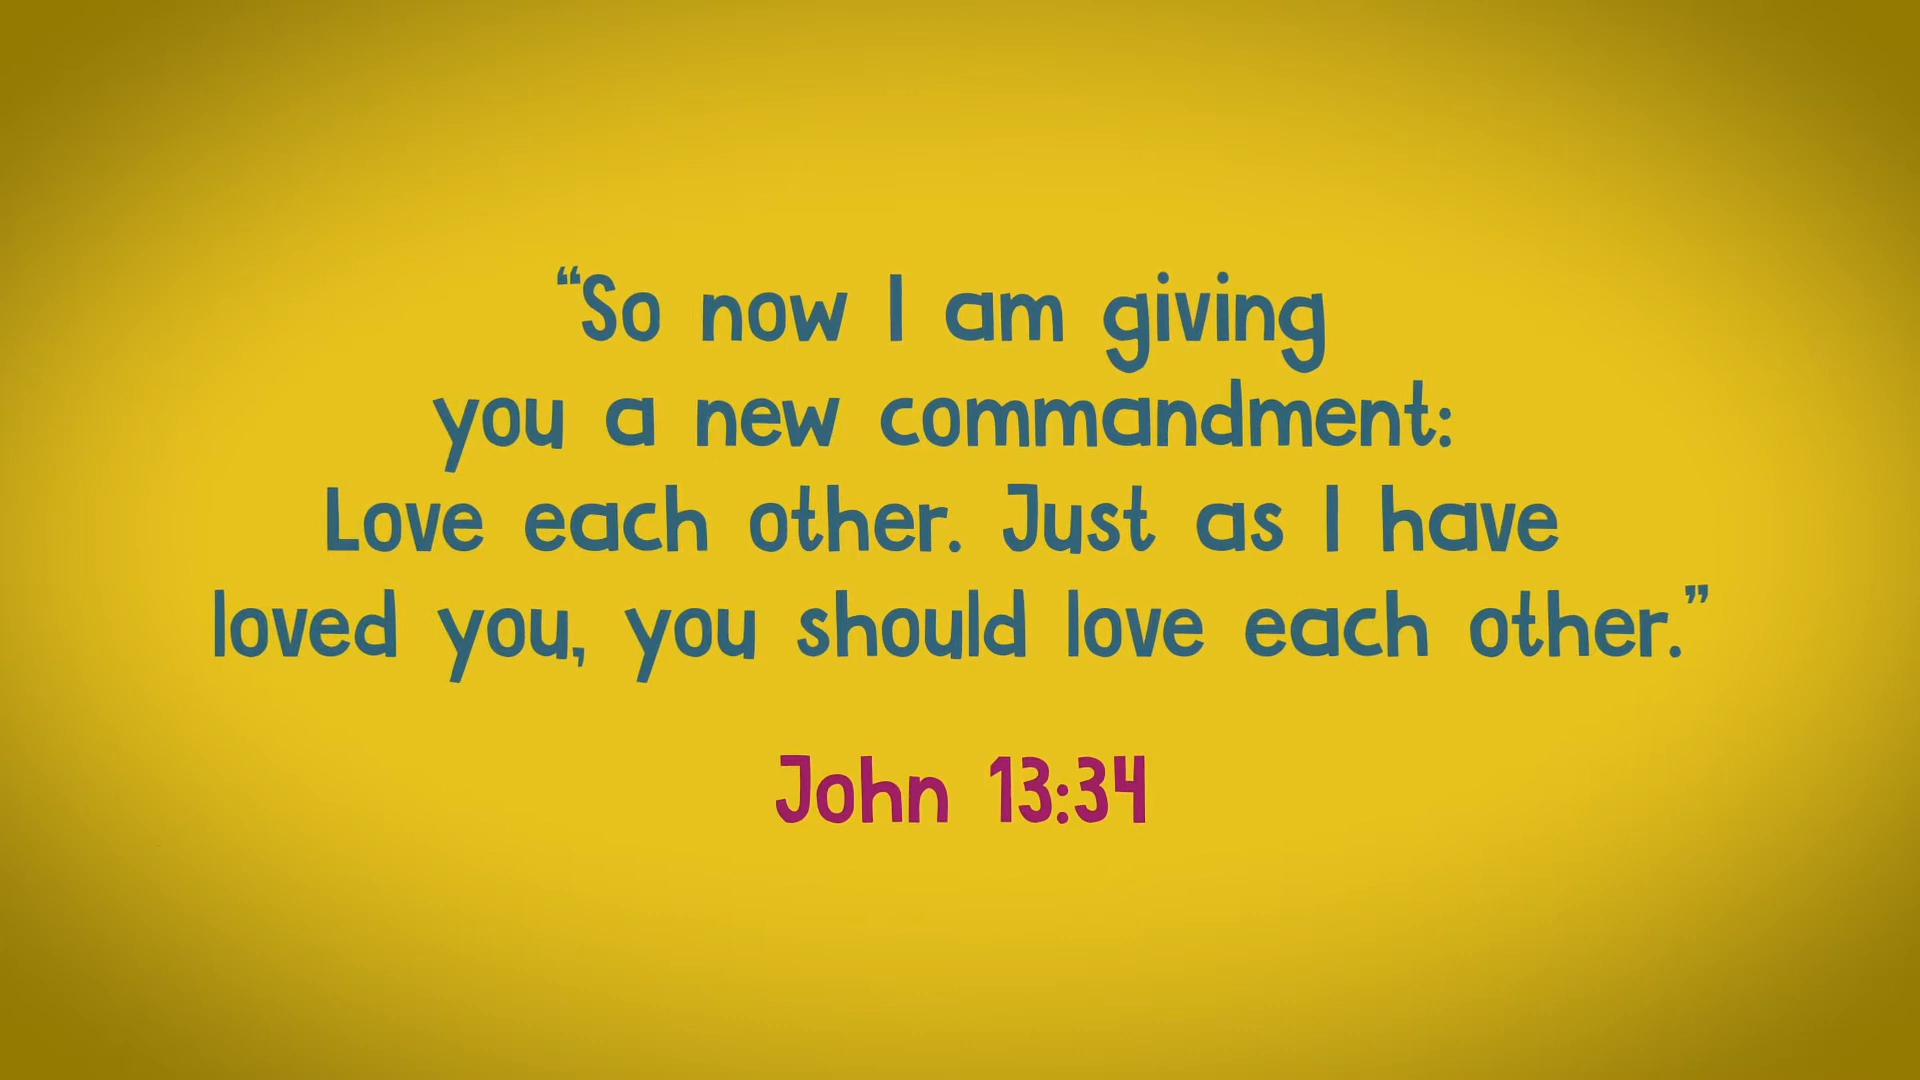 “So now I am giving
you a new commandment:
Love each other. Just as I have
loved you, you should love each other.”
John 13:34